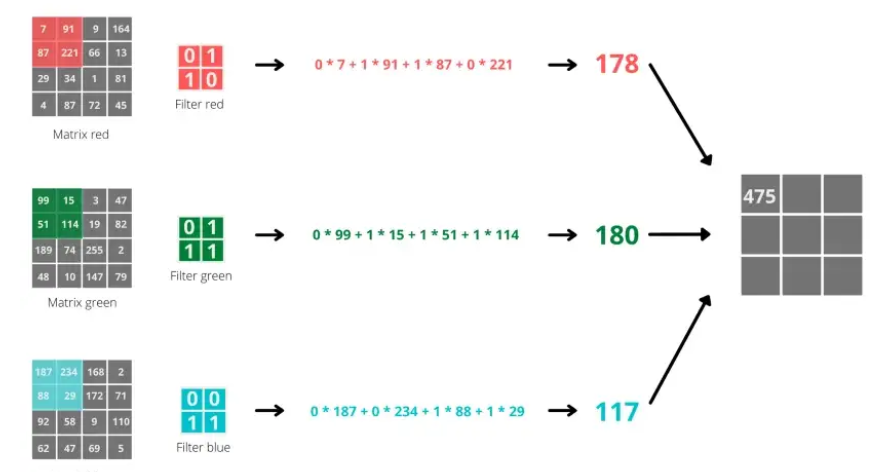 7 91 9 164
87 221 66 13
29 34 1 81
4 87 72 45
Matrix red
0 1
1 0
Filter red
0 * 7 + 1 * 91 + 1 * 87 + 0 * 221
178
99 15 3 47
51 114 19 82
189 74 255 2
48 10 147 79
Matrix green
0 1
1 1
Filter green
0 * 99 + 1 * 15 + 1 * 51 + 1 * 114
180
475
187 234 168 2
88 29 172 71
92 58 9 110
62 47 69 5
0 0
1 1
Filter blue
0 * 187 + 0 * 234 + 1 * 88 + 1 * 29
117